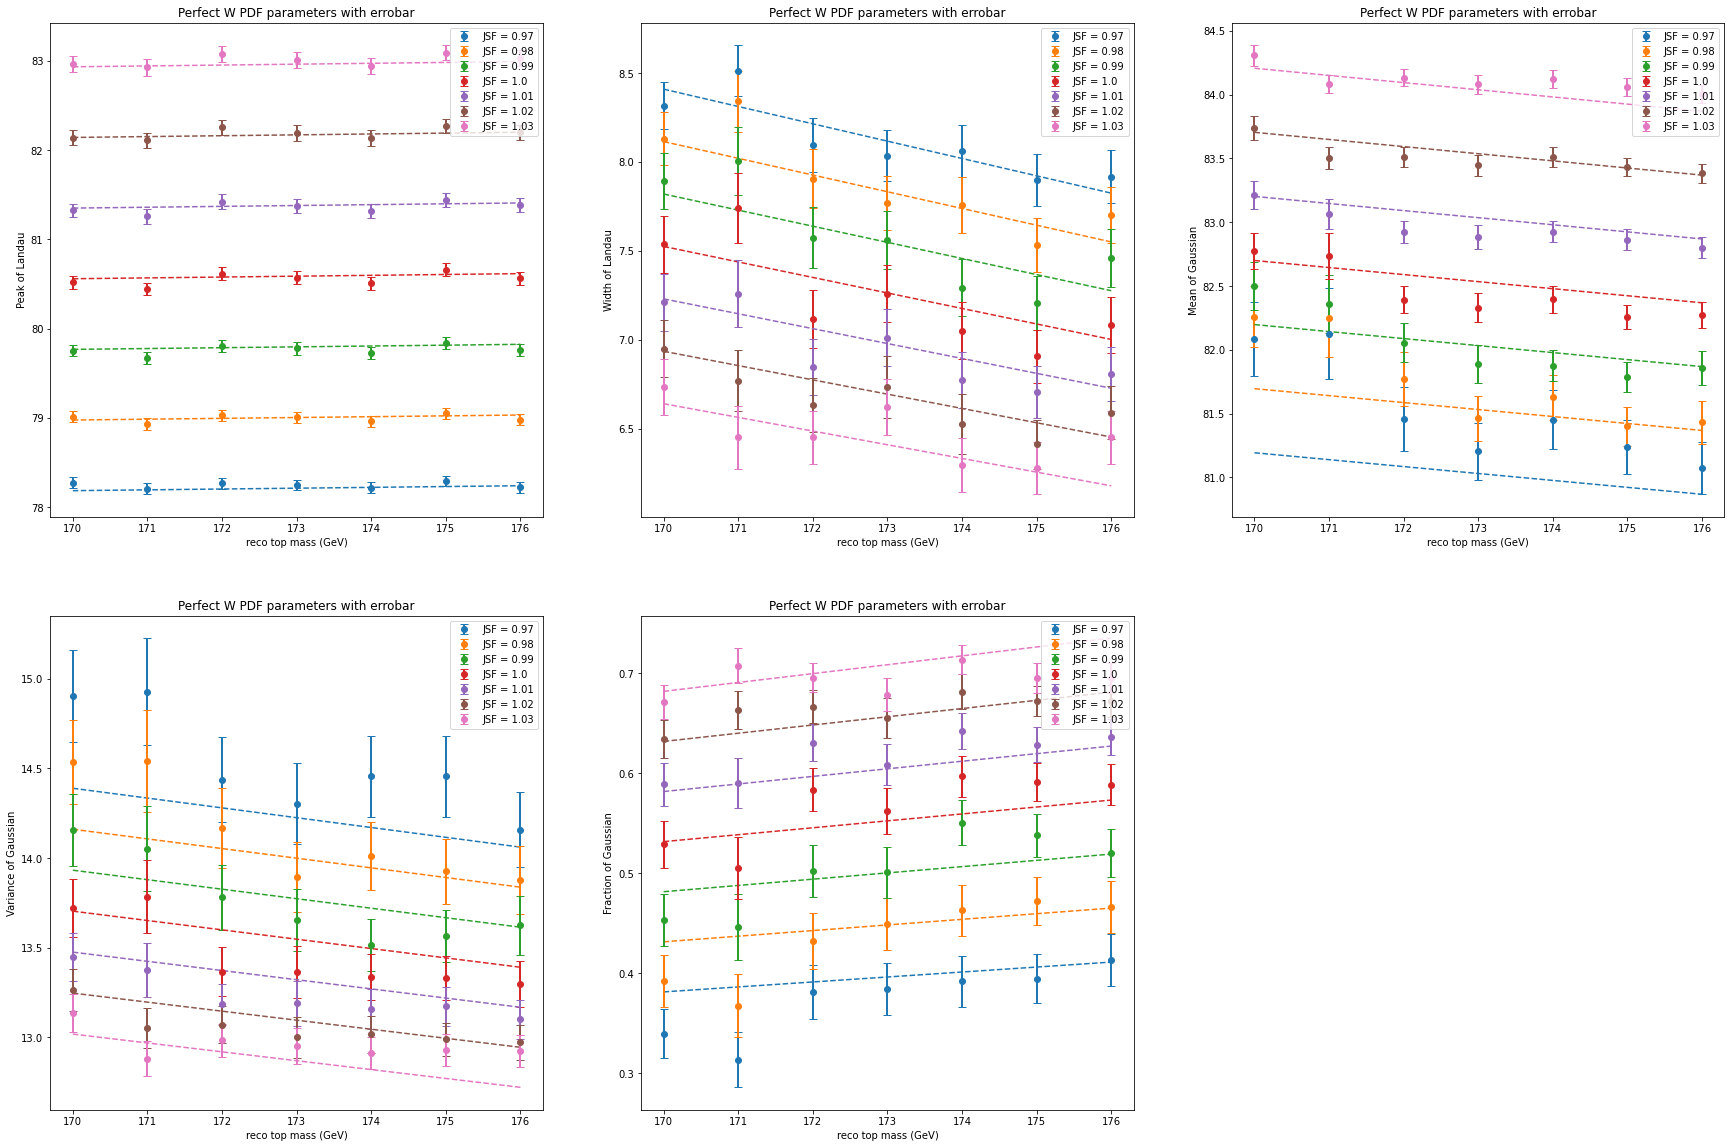 Perfect W PDF parameters with errobar
Peak of Landau
83
82
81
80
79
78
JSF = 0.97
JSF = 0.98
JSF = 0.99
JSF = 1.0
JSF = 1.01
JSF = 1.02
JSF = 1.03
170 171 172 173 174 175 176
reco top mass (GeV)
Perfect W PDF parameters with errobar
Width of Landau
8.5
8.0
7.5
7.0
6.5
JSF = 0.97
JSF = 0.98
JSF = 0.99
JSF = 1.0
JSF = 1.01
JSF = 1.02
JSF = 1.03
170 171 172 173 174 175 176
reco top mass (GeV)
Perfect W PDF parameters with errobar
Mean of Gaussian
84.5
84.0
83.5
83.0
82.5
82.0
81.5
81.0
JSF = 0.97
JSF = 0.98
JSF = 0.99
JSF = 1.0
JSF = 1.01
JSF = 1.02
JSF = 1.03
170 171 172 173 174 175 176
reco top mass (GeV)
Perfect W PDF parameters with errobar
Variance of Gaussian
15.0
14.5
14.0
13.5
13.0
JSF = 0.97
JSF = 0.98
JSF = 0.99
JSF = 1.0
JSF = 1.01
JSF = 1.02
JSF = 1.03
170 171 172 173 174 175 176
reco top mass (GeV)
Perfect W PDF parameters with errobar
Fraction of Gaussian
0.7
0.6
0.5
0.4
0.3
JSF = 0.97
JSF = 0.98
JSF = 0.99
JSF = 1.0
JSF = 1.01
JSF = 1.02
JSF = 1.03
170 171 172 173 174 175 176
reco top mass (GeV)